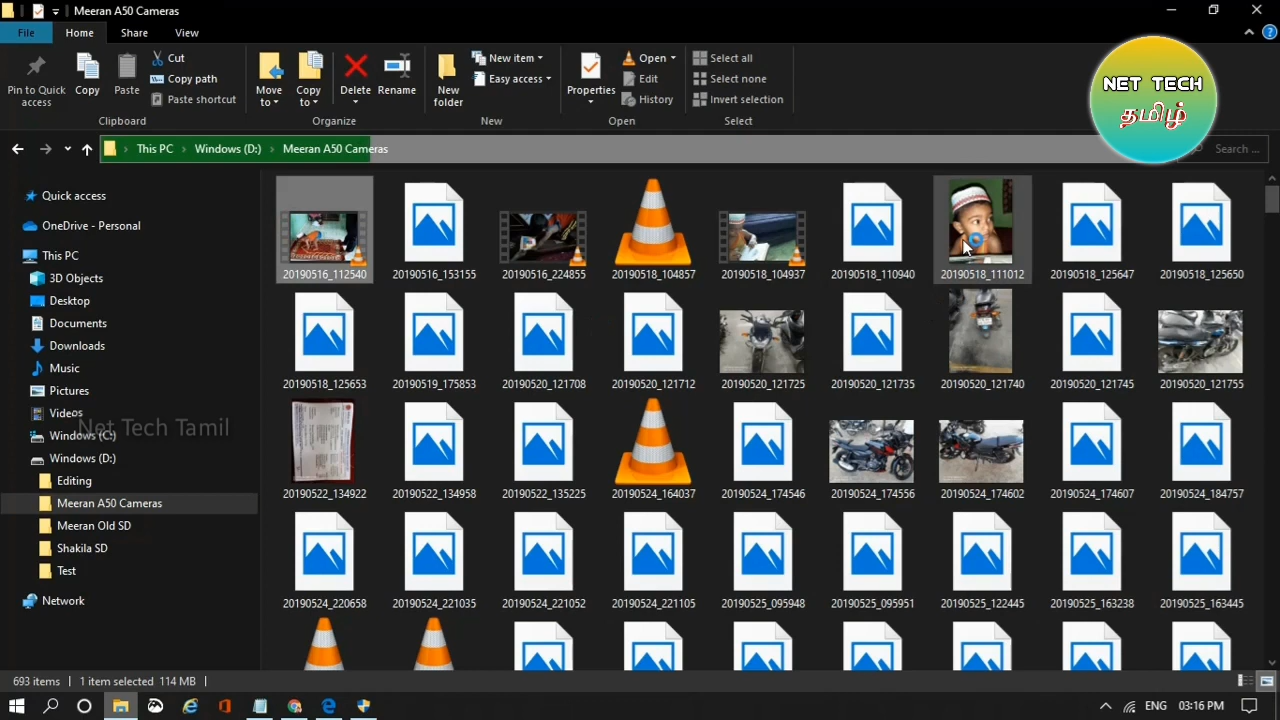 Meeran A50 Cameras
File Home Share View
Pin to Quick access
Copy
Paste
Cut
Copy path
Paste shortcut
Clipboard
Move to
Copy to
Delete
Rename
Organize
New folder
New item
Easy access
New
Properties
Open
Edit
History
Open
Select all
Select none
Invert selection
Select
NET TECH
தமிழ்
This PC > Windows (D:) > Meeran A50 Cameras
Search ...
Quick access
OneDrive - Personal
This PC
3D Objects
Desktop
Documents
Downloads
Music
Pictures
Videos
Net Tech Tamil
Windows (C:)
Windows (D:)
Editing
Meeran A50 Cameras
Meeran Old SD
Shakila SD
Test
Network
20190516_112540 20190516_153155 20190516_224855 20190518_104857 20190518_104937 20190518_110940 20190518_111012 20190518_125647 20190518_125650
20190518_125653 20190519_175853 20190520_121708 20190520_121712 20190520_121725 20190520_121735 20190520_121740 20190520_121745 20190520_121755
20190522_134922 20190522_134958 20190522_135225 20190524_164037 20190524_174546 20190524_174556 20190524_174602 20190524_174607 20190524_184757
20190524_220658 20190524_221035 20190524_221052 20190524_221105 20190525_095948 20190525_095951 20190525_122445 20190525_163238 20190525_163445
693 items 1 item selected 114 MB
ENG 03:16 PM